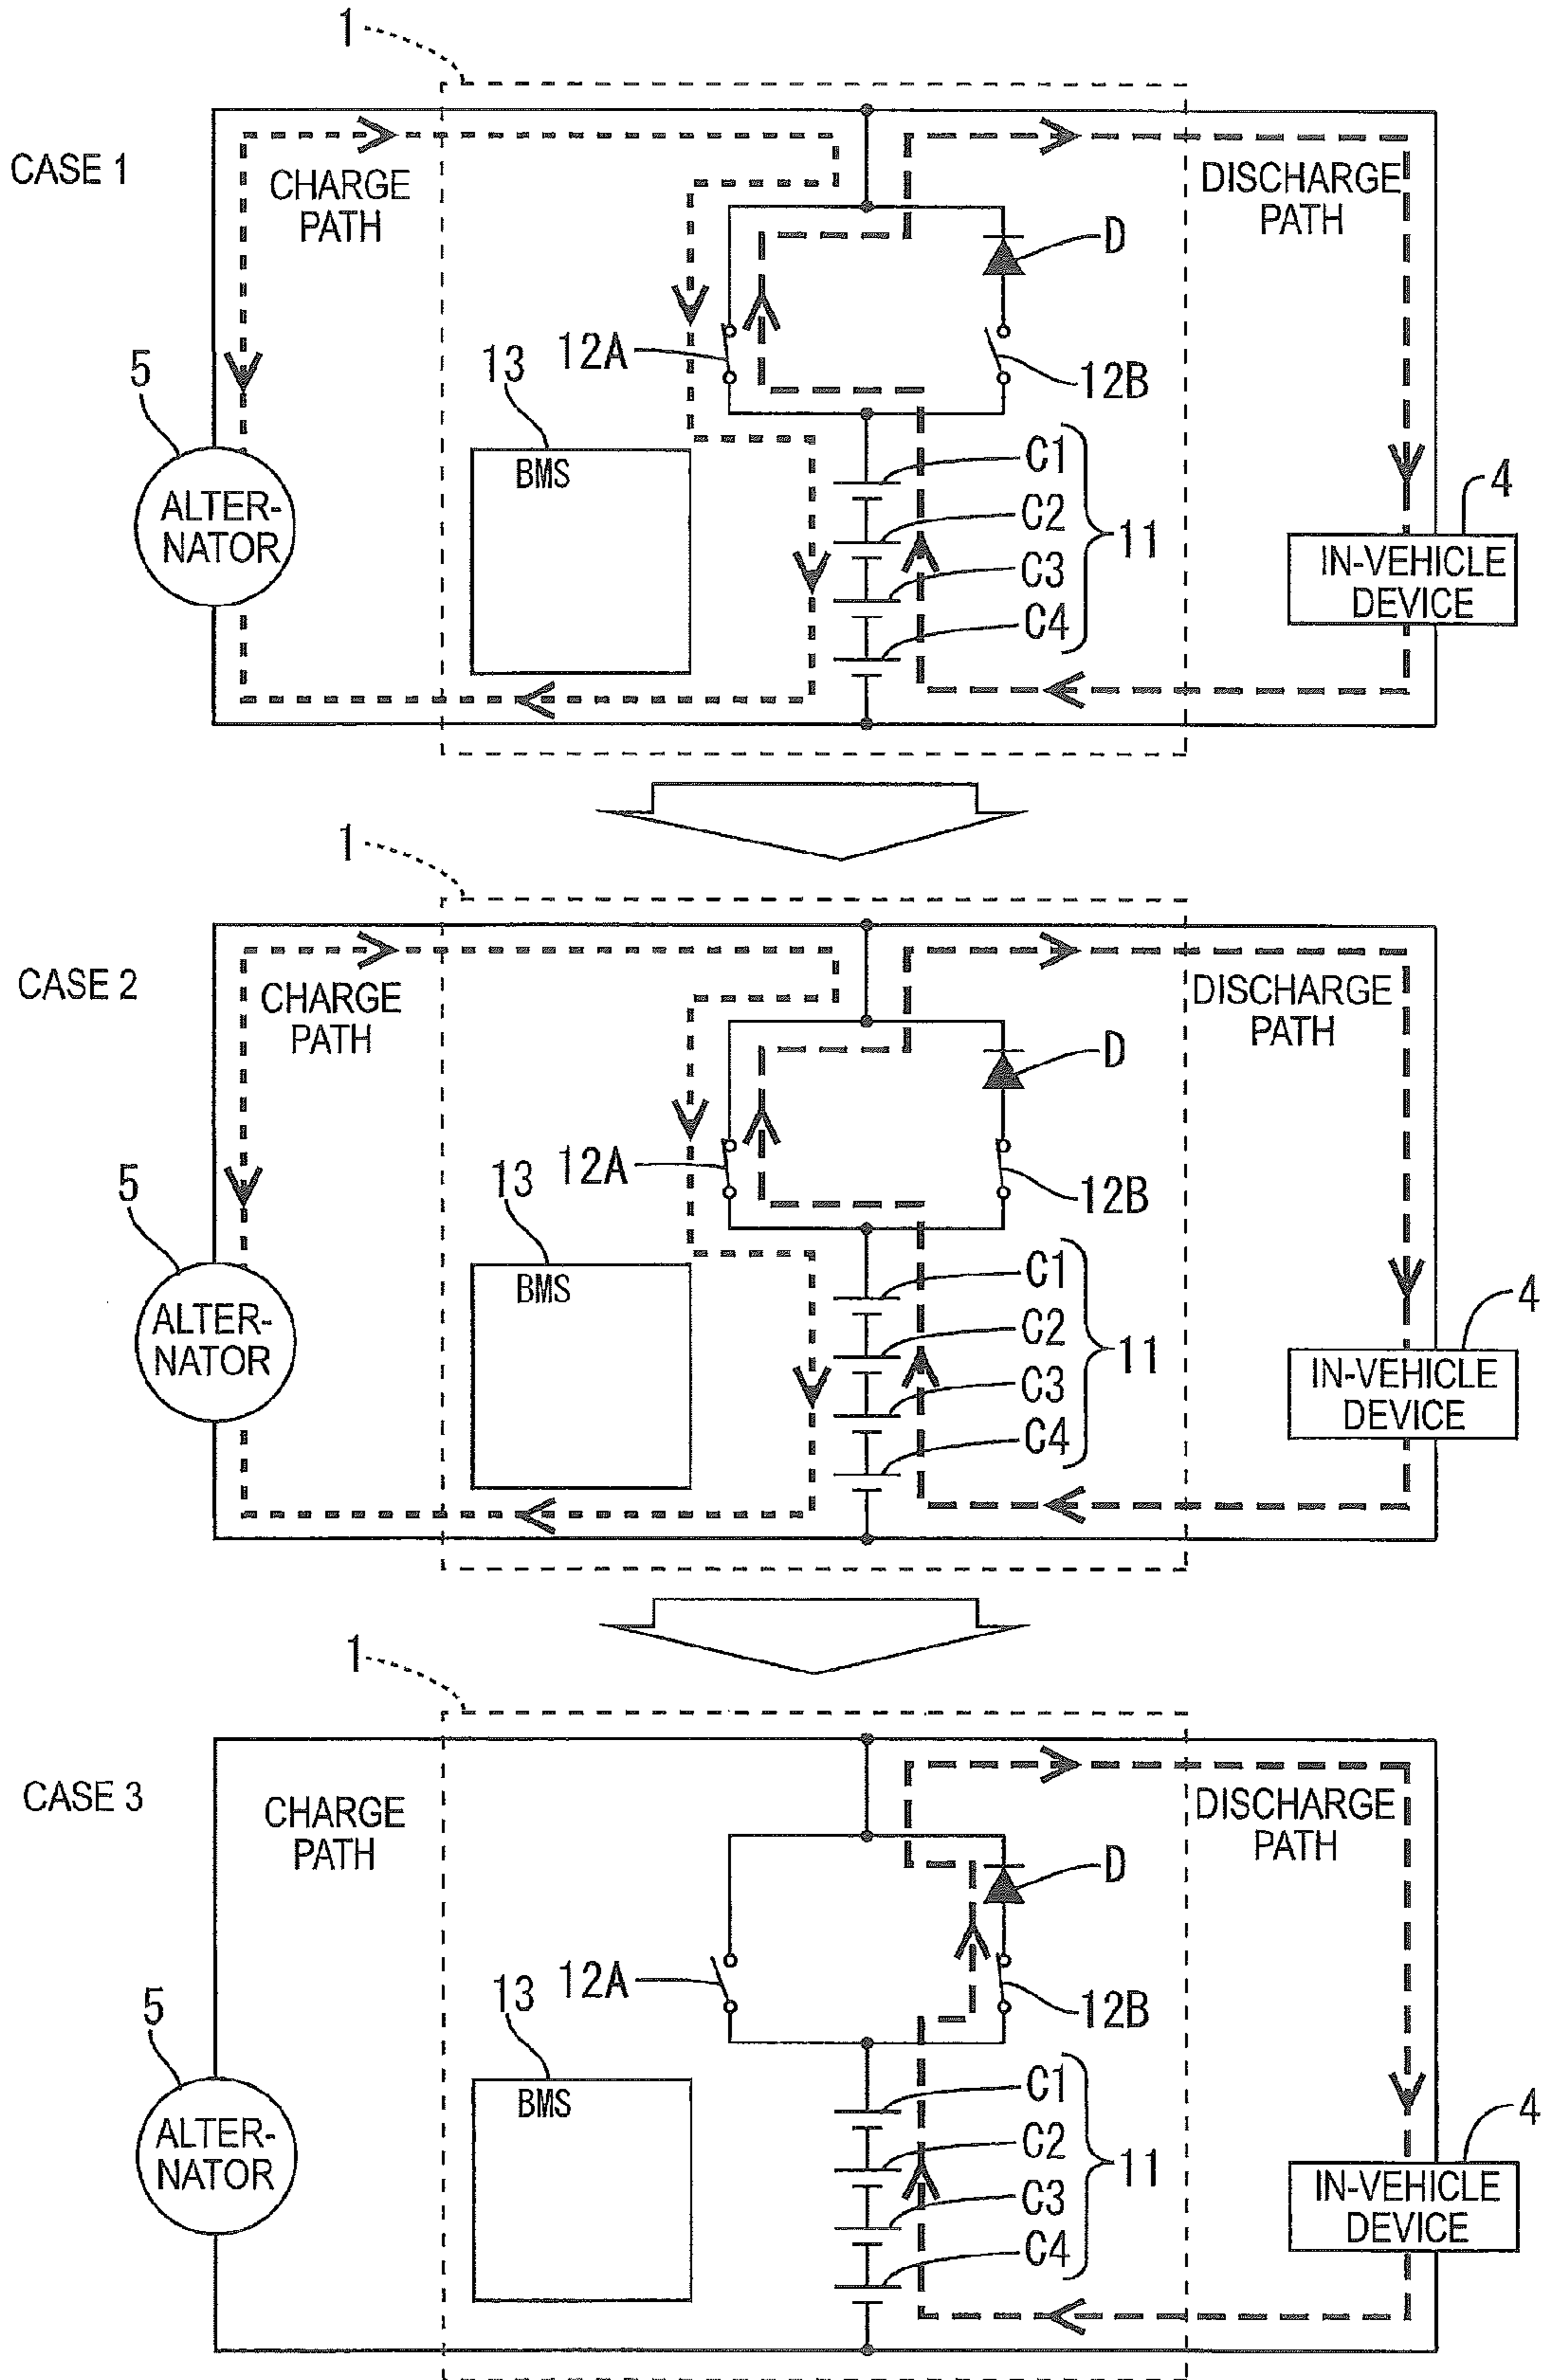 1
CASE 1
CHARGE
PATH
DISCHARGE
PATH
D
12A
12B
13
BMS
5
ALTER-
NATOR
C1
C2
C3
C4
11
4
IN-VEHICLE
DEVICE
1
CASE 2
CHARGE
PATH
DISCHARGE
PATH
D
12A
12B
13
BMS
5
ALTER-
NATOR
C1
C2
C3
C4
11
4
IN-VEHICLE
DEVICE
1
CASE 3
CHARGE
PATH
DISCHARGE
PATH
D
12A
12B
13
BMS
5
ALTER-
NATOR
C1
C2
C3
C4
11
4
IN-VEHICLE
DEVICE